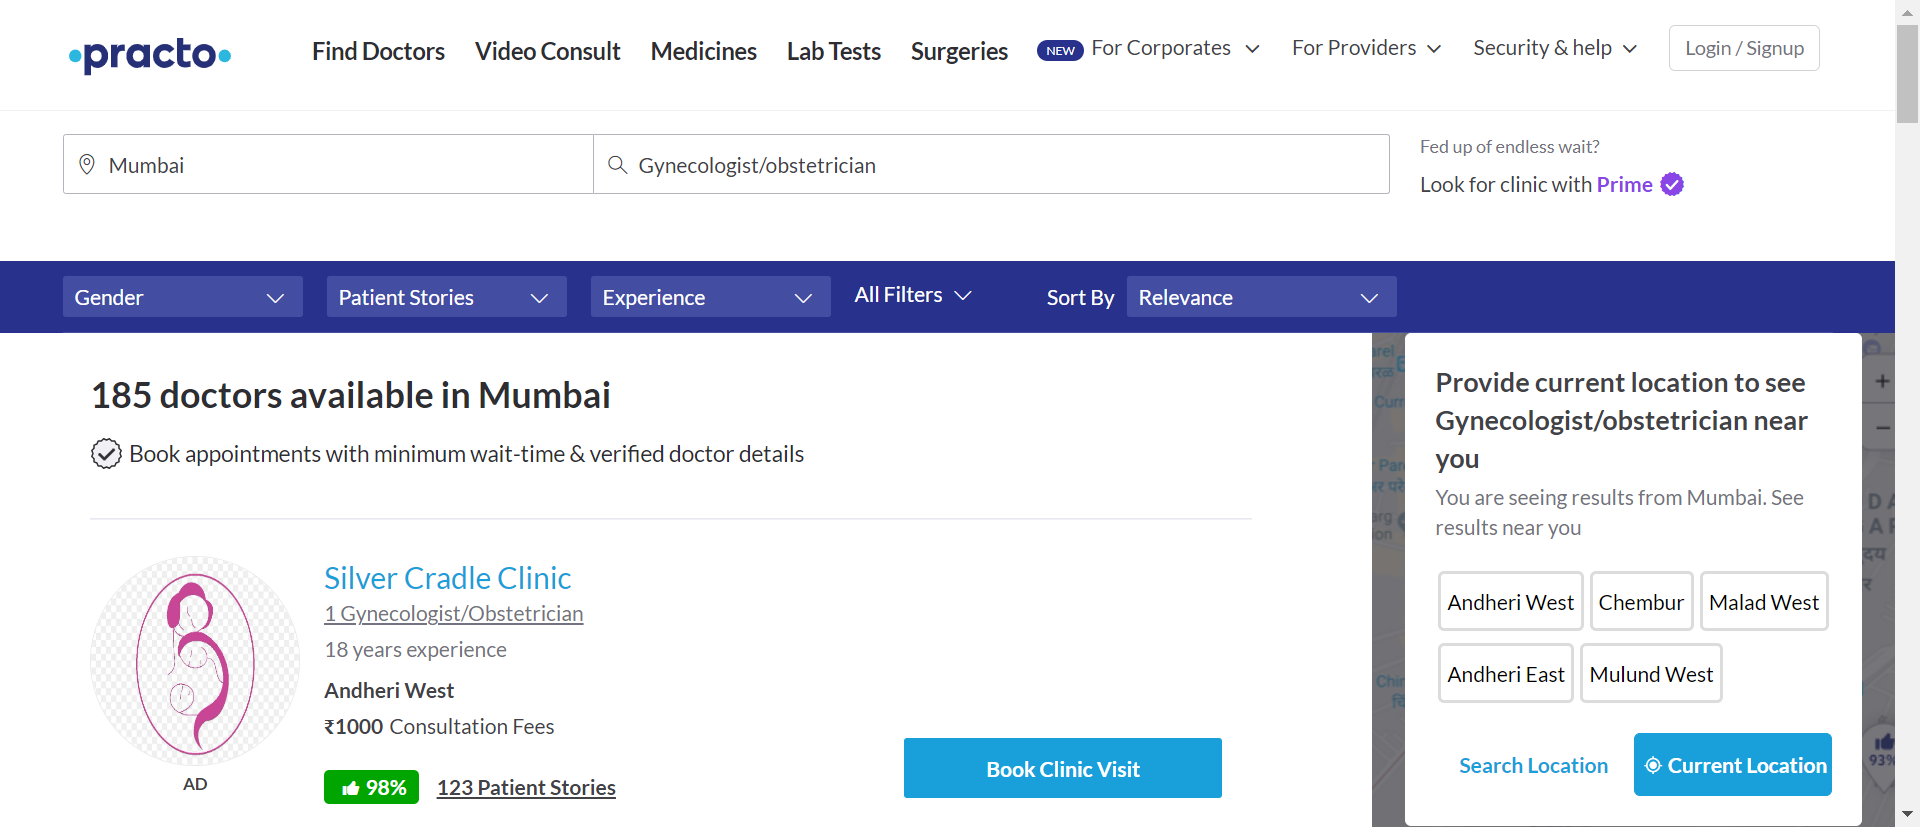 practo
Find Doctors
Video Consult
Medicines
Lab Tests
Surgeries
NEW
For Corporates
For Providers
Security & help
Login / Signup
Mumbai
Gynecologist/obstetrician
Fed up of endless wait?
Look for clinic with Prime
Gender
Patient Stories
Experience
All Filters
Sort By
Relevance
185 doctors available in Mumbai
Book appointments with minimum wait-time & verified doctor details
Silver Cradle Clinic
1 Gynecologist/Obstetrician
18 years experience
Andheri West
₹1000 Consultation Fees
98%
123 Patient Stories
AD
Book Clinic Visit
Provide current location to see
Gynecologist/obstetrician near
you
You are seeing results from Mumbai. See
results near you
Andheri West
Chembur
Malad West
Andheri East
Mulund West
Search Location
Current Location
93%